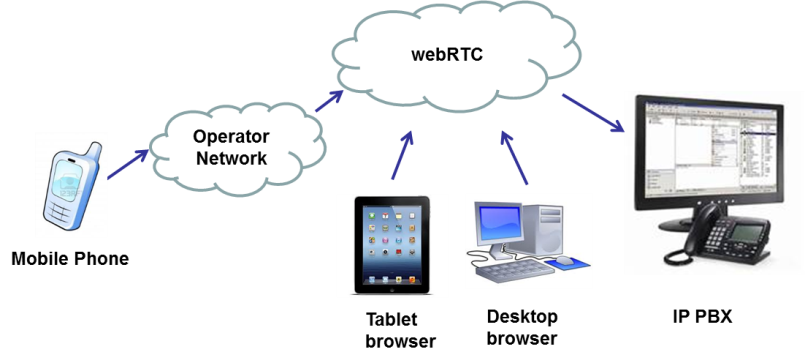 webRTC
Operator
Network
Mobile Phone
Tablet
browser
Desktop
browser
IP PBX